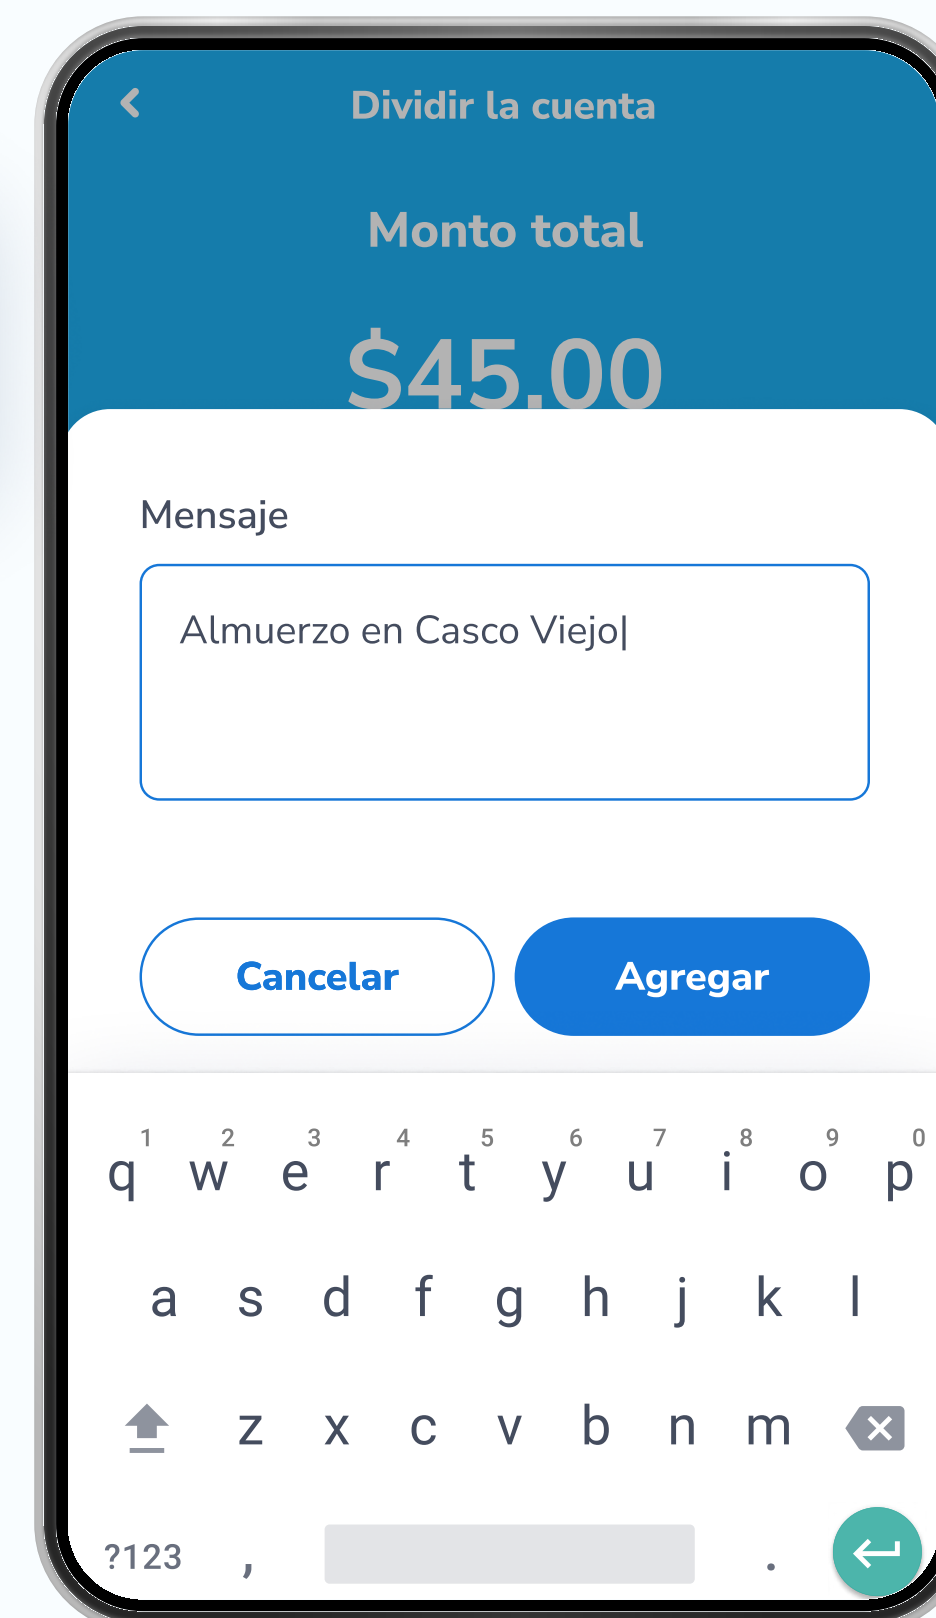 Dividir la cuenta
Monto total
$45.00
Mensaje
Almuerzo en Casco Viejo|
Cancelar Agregar
1 2 3 4 5 6 7 8 9 0
q w e r t y u i o p
a s d f g h j k l
z x c v b n m
?123 , .